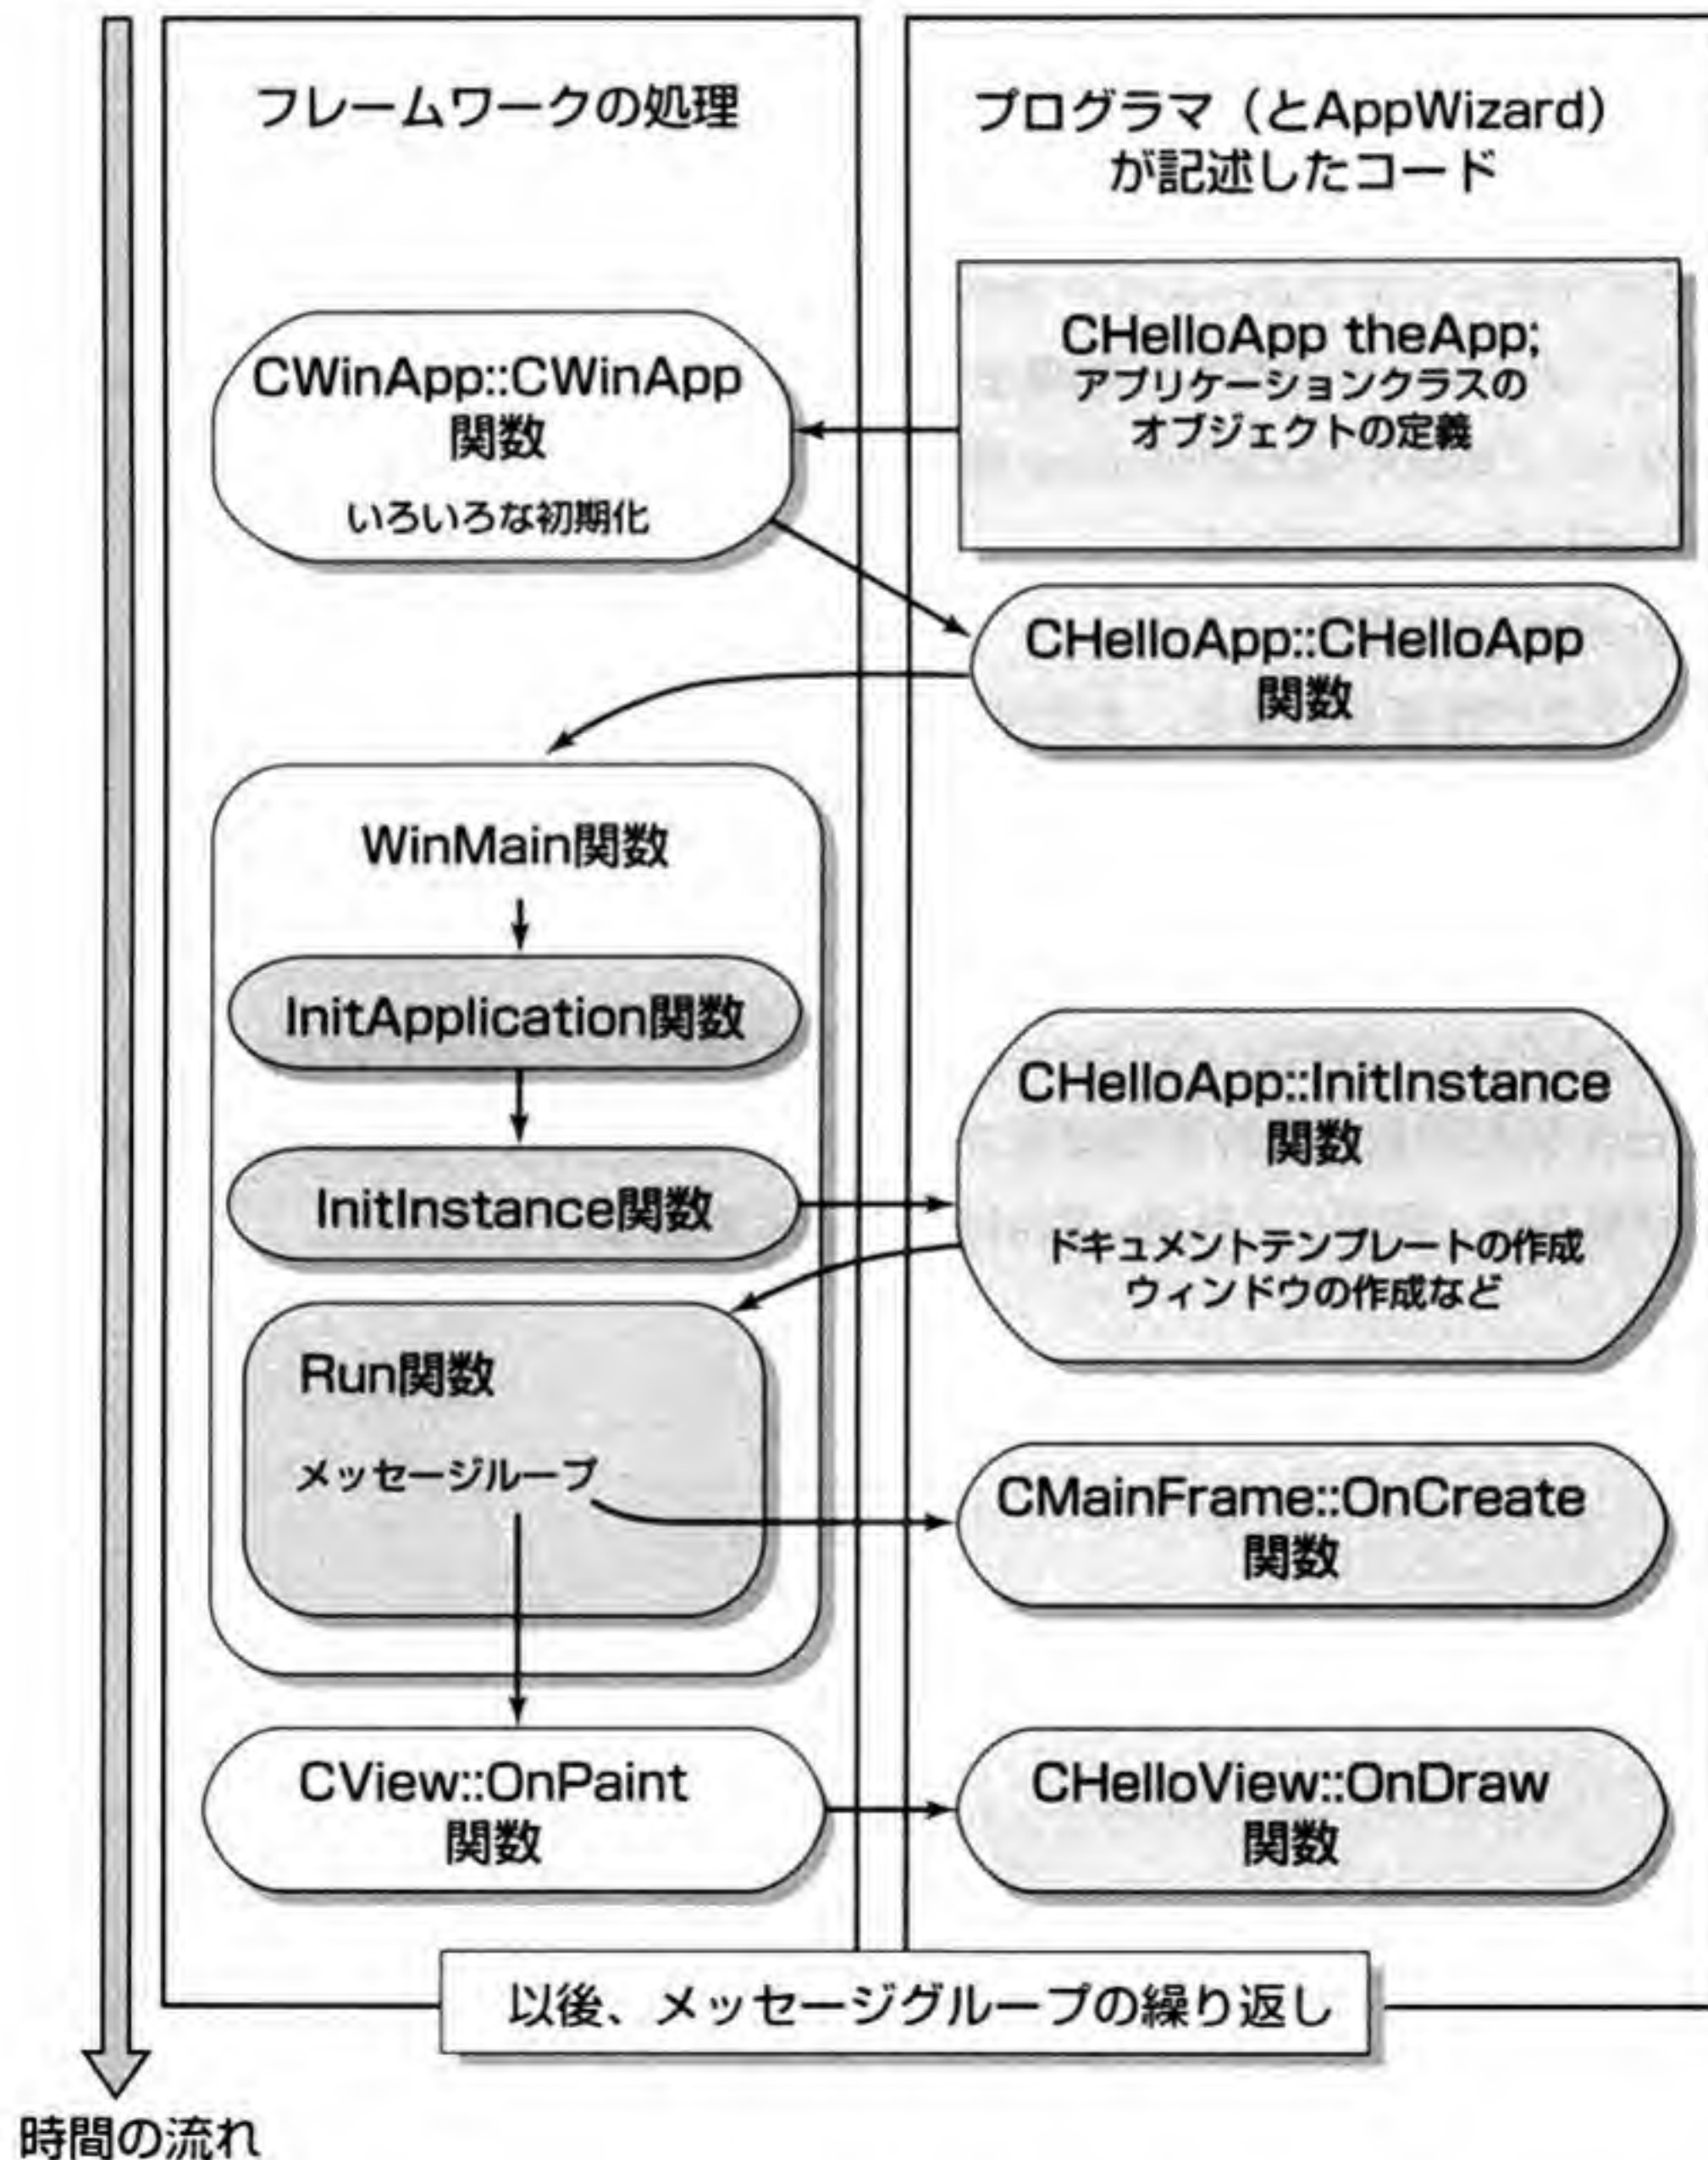 フレームワークの処理
プログラマ（とAppWizard）
が記述したコード
CHelloApp theApp;
アプリケーションクラスの
オブジェクトの定義
CWinApp::CWinApp
関数
いろいろな初期化
CHelloApp::CHelloApp
関数
WinMain関数
InitApplication関数
CHelloApp::InitInstance
関数
ドキュメントテンプレートの作成
ウィンドウの作成など
InitInstance関数
Run関数
メッセージループ
CMainFrame::OnCreate
関数
CView::OnPaint
関数
CHelloView::OnDraw
関数
以後、メッセージグループの繰り返し
時間の流れ